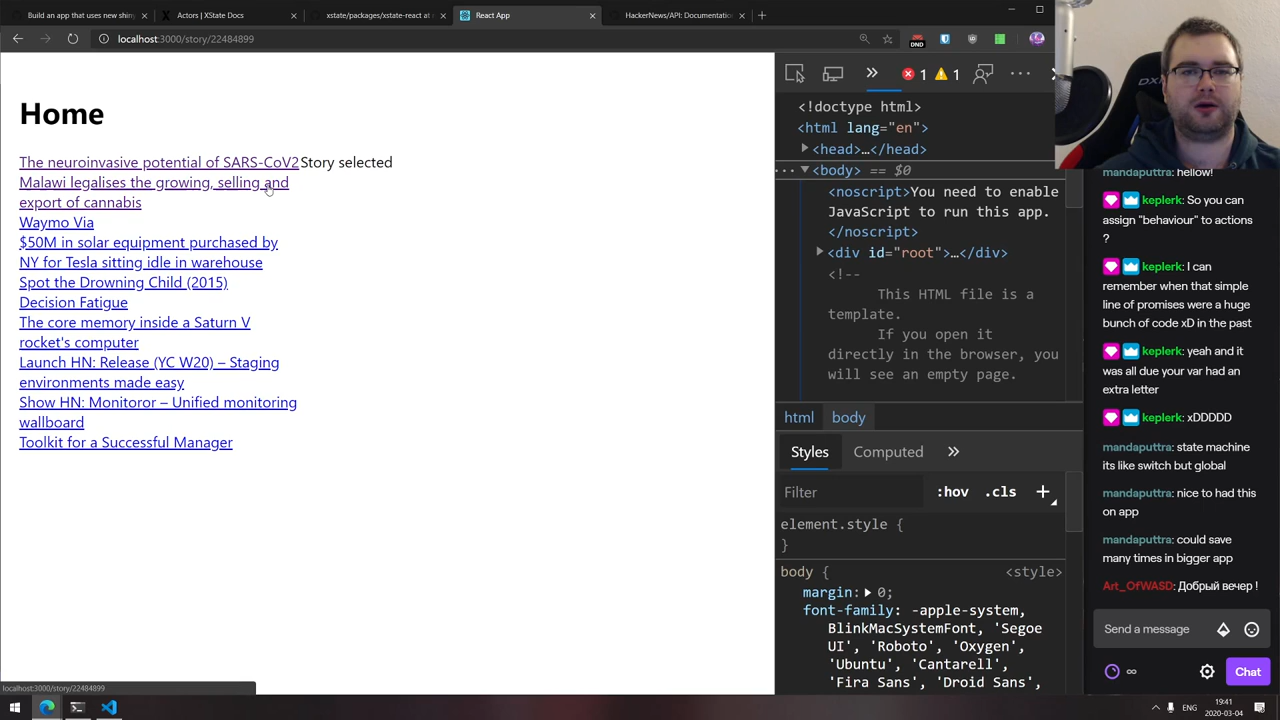 Build an app that uses new shiny
Actors | XState Docs
xstate/packages/xstate-react at
React App
HackerNews/API: Documentation
localhost:3000/story/22484899
DND
Home
The neuroinvasive potential of SARS-CoV2Story selected
Malawi legalises the growing, selling and
export of cannabis
Waymo Via
$50M in solar equipment purchased by
NY for Tesla sitting idle in warehouse
Spot the Drowning Child (2015)
Decision Fatigue
The core memory inside a Saturn V
rocket's computer
Launch HN: Release (YC W20) – Staging
environments made easy
Show HN: Monitoror – Unified monitoring
wallboard
Toolkit for a Successful Manager
localhost:3000/story/22484899
1 1
<!doctype html>
<html lang="en">
<head>…</head>
<body> == $0
<noscript>You need to enable
JavaScript to run this app.
</noscript>
<div id="root">…</div>
<!--
This HTML file is a
template.
If you open it
directly in the browser, you
will see an empty page.
html body
Styles Computed
Filter :hov .cls +
element.style {
}
body { <style>
margin: 0;
font-family: -apple-system,
BlinkMacSystemFont, 'Segoe
UI', 'Roboto', 'Oxygen',
'Ubuntu', 'Cantarell',
'Fira Sans', 'Droid Sans',
DX
mandaputtra: hellow!
keplerk: So you can
assign "behaviour" to actions
?
keplerk: I can
remember when that simple
line of promises were a huge
bunch of code xD in the past
keplerk: yeah and it
was all due your var had an
extra letter
keplerk: xDDDDD
mandaputtra: state machine
its like switch but global
mandaputtra: nice to had this
on app
mandaputtra: could save
many times in bigger app
Art_OfWASD: Добрый вечер !
Send a message
∞
Chat
ENG
19:41
2020-03-04